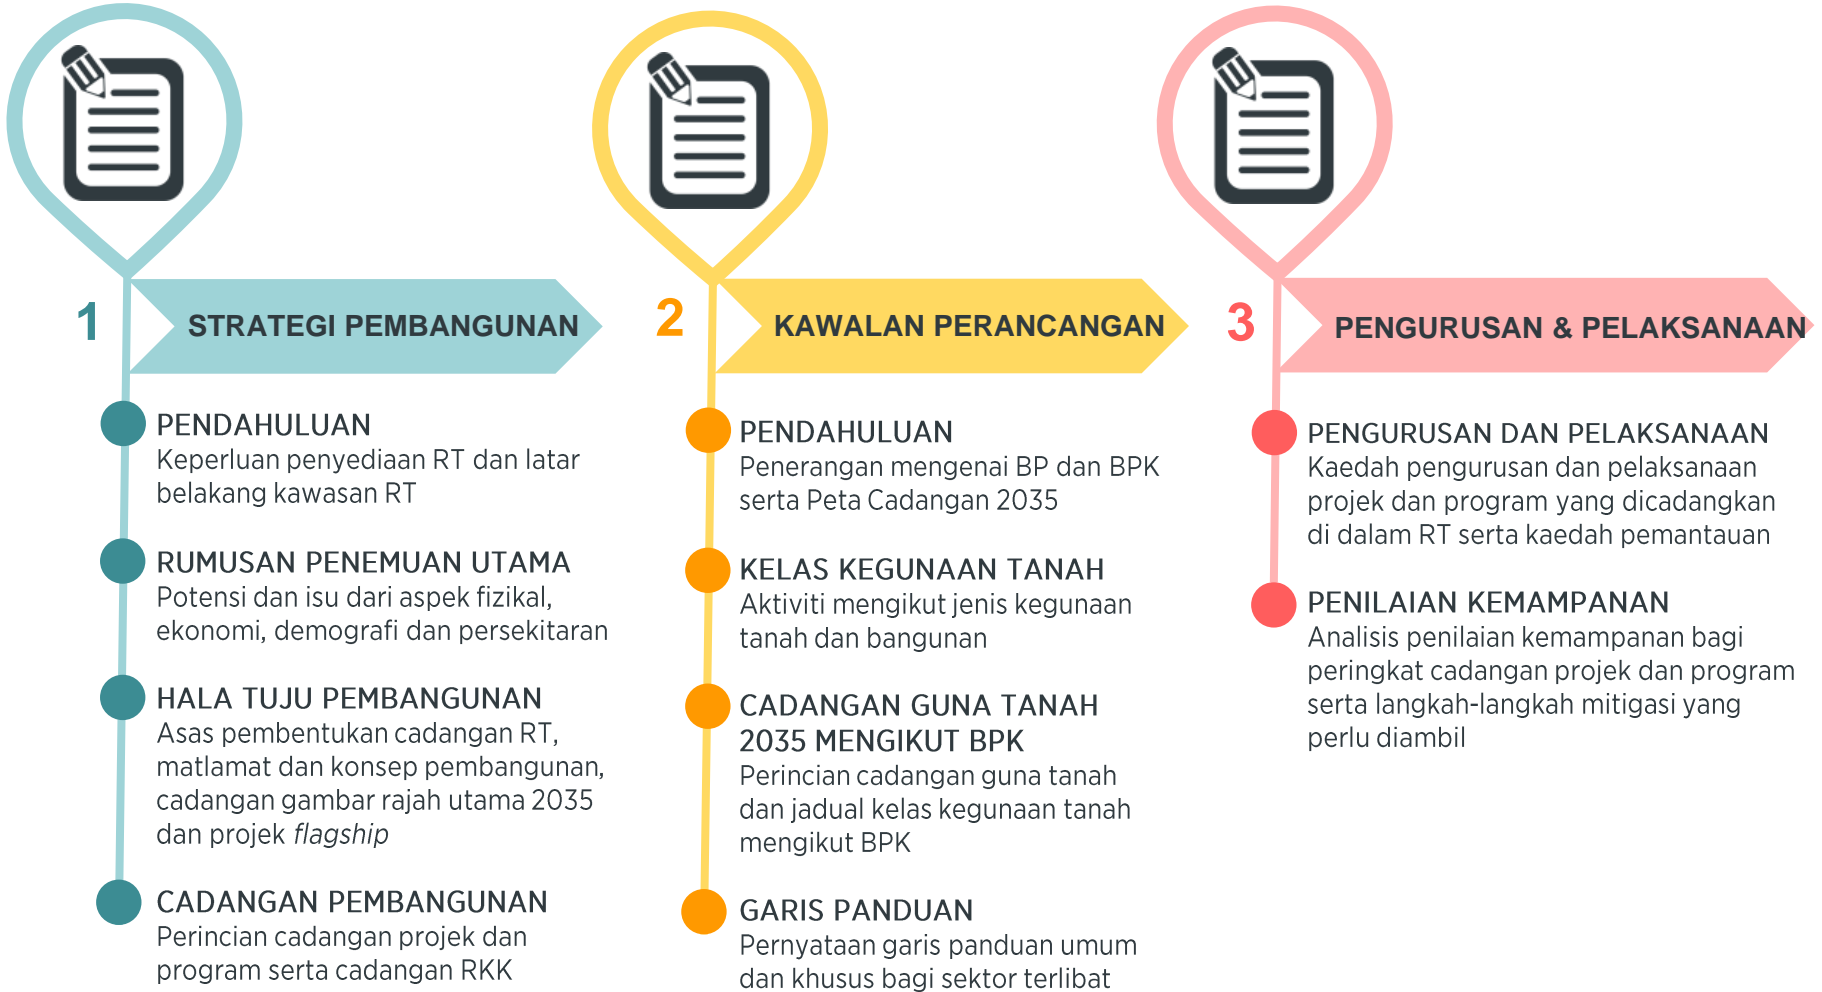 1
STRATEGI PEMBANGUNAN
PENDAHULUAN
Keperluan penyediaan RT dan latar
belakang kawasan RT
RUMUSAN PENEMUAN UTAMA
Potensi dan isu dari aspek fizikal,
ekonomi, demografi dan persekitaran
HALA TUJU PEMBANGUNAN
Asas pembentukan cadangan RT,
matlamat dan konsep pembangunan,
cadangan gambar rajah utama 2035
dan projek flagship
CADANGAN PEMBANGUNAN
Perincian cadangan projek dan
program serta cadangan RKK
2
KAWALAN PERANCANGAN
PENDAHULUAN
Penerangan mengenai BP dan BPK
serta Peta Cadangan 2035
KELAS KEGUNAAN TANAH
Aktiviti mengikut jenis kegunaan
tanah dan bangunan
CADANGAN GUNA TANAH
2035 MENGIKUT BPK
Perincian cadangan guna tanah
dan jadual kelas kegunaan tanah
mengikut BPK
GARIS PANDUAN
Pernyataan garis panduan umum
dan khusus bagi sektor terlibat
3
PENGURUSAN & PELAKSANAAN
PENGURUSAN DAN PELAKSANAAN
Kaedah pengurusan dan pelaksanaan
projek dan program yang dicadangkan
di dalam RT serta kaedah pemantauan
PENILAIAN KEMAMPANAN
Analisis penilaian kemampanan bagi
peringkat cadangan projek dan program
serta langkah-langkah mitigasi yang
perlu diambil